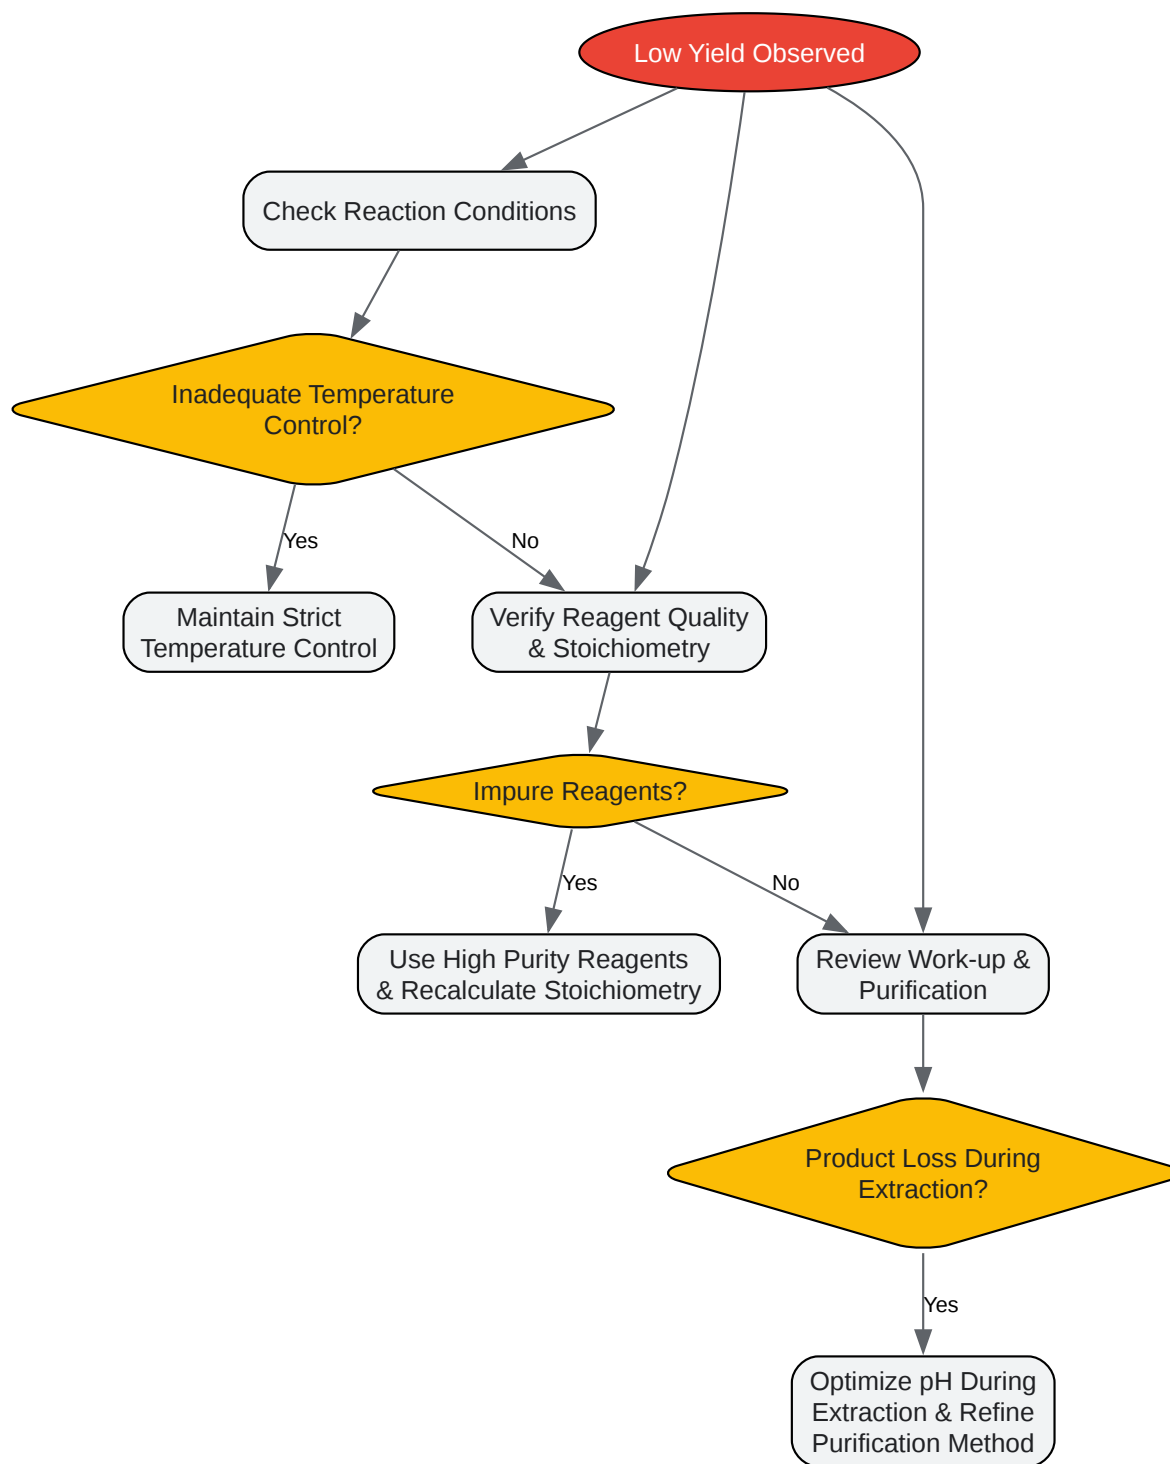 Low Yield Observed
Check Reaction Conditions
Inadequate Temperature
Control?
Yes
No
Maintain Strict
Temperature Control
Verify Reagent Quality
& Stoichiometry
Impure Reagents?
Yes
No
Use High Purity Reagents
& Recalculate Stoichiometry
Review Work-up &
Purification
Product Loss During
Extraction?
Yes
Optimize pH During
Extraction & Refine
Purification Method